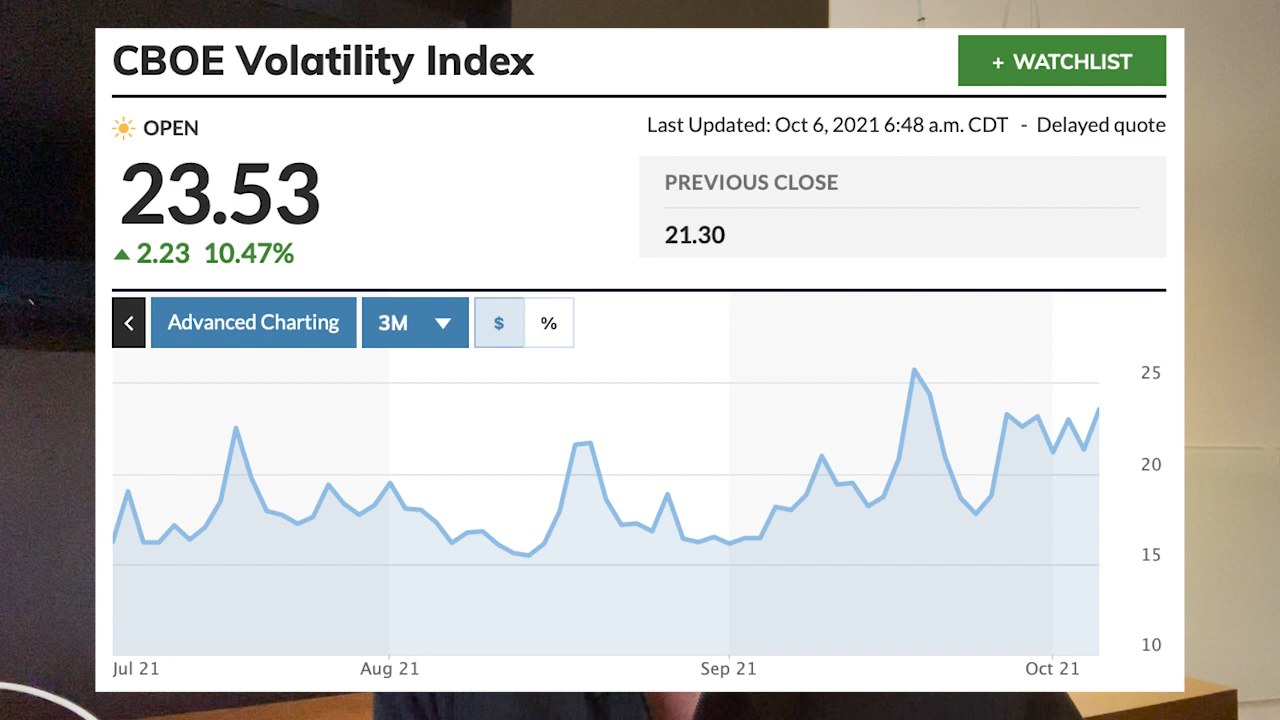 CBOE Volatility Index
+ WATCHLIST
OPEN
Last Updated: Oct 6, 2021 6:48 a.m. CDT - Delayed quote
23.53
2.23 10.47%
PREVIOUS CLOSE
21.30
Advanced Charting
3M
$
%
25
20
15
10
Jul 21
Aug 21
Sep 21
Oct 21